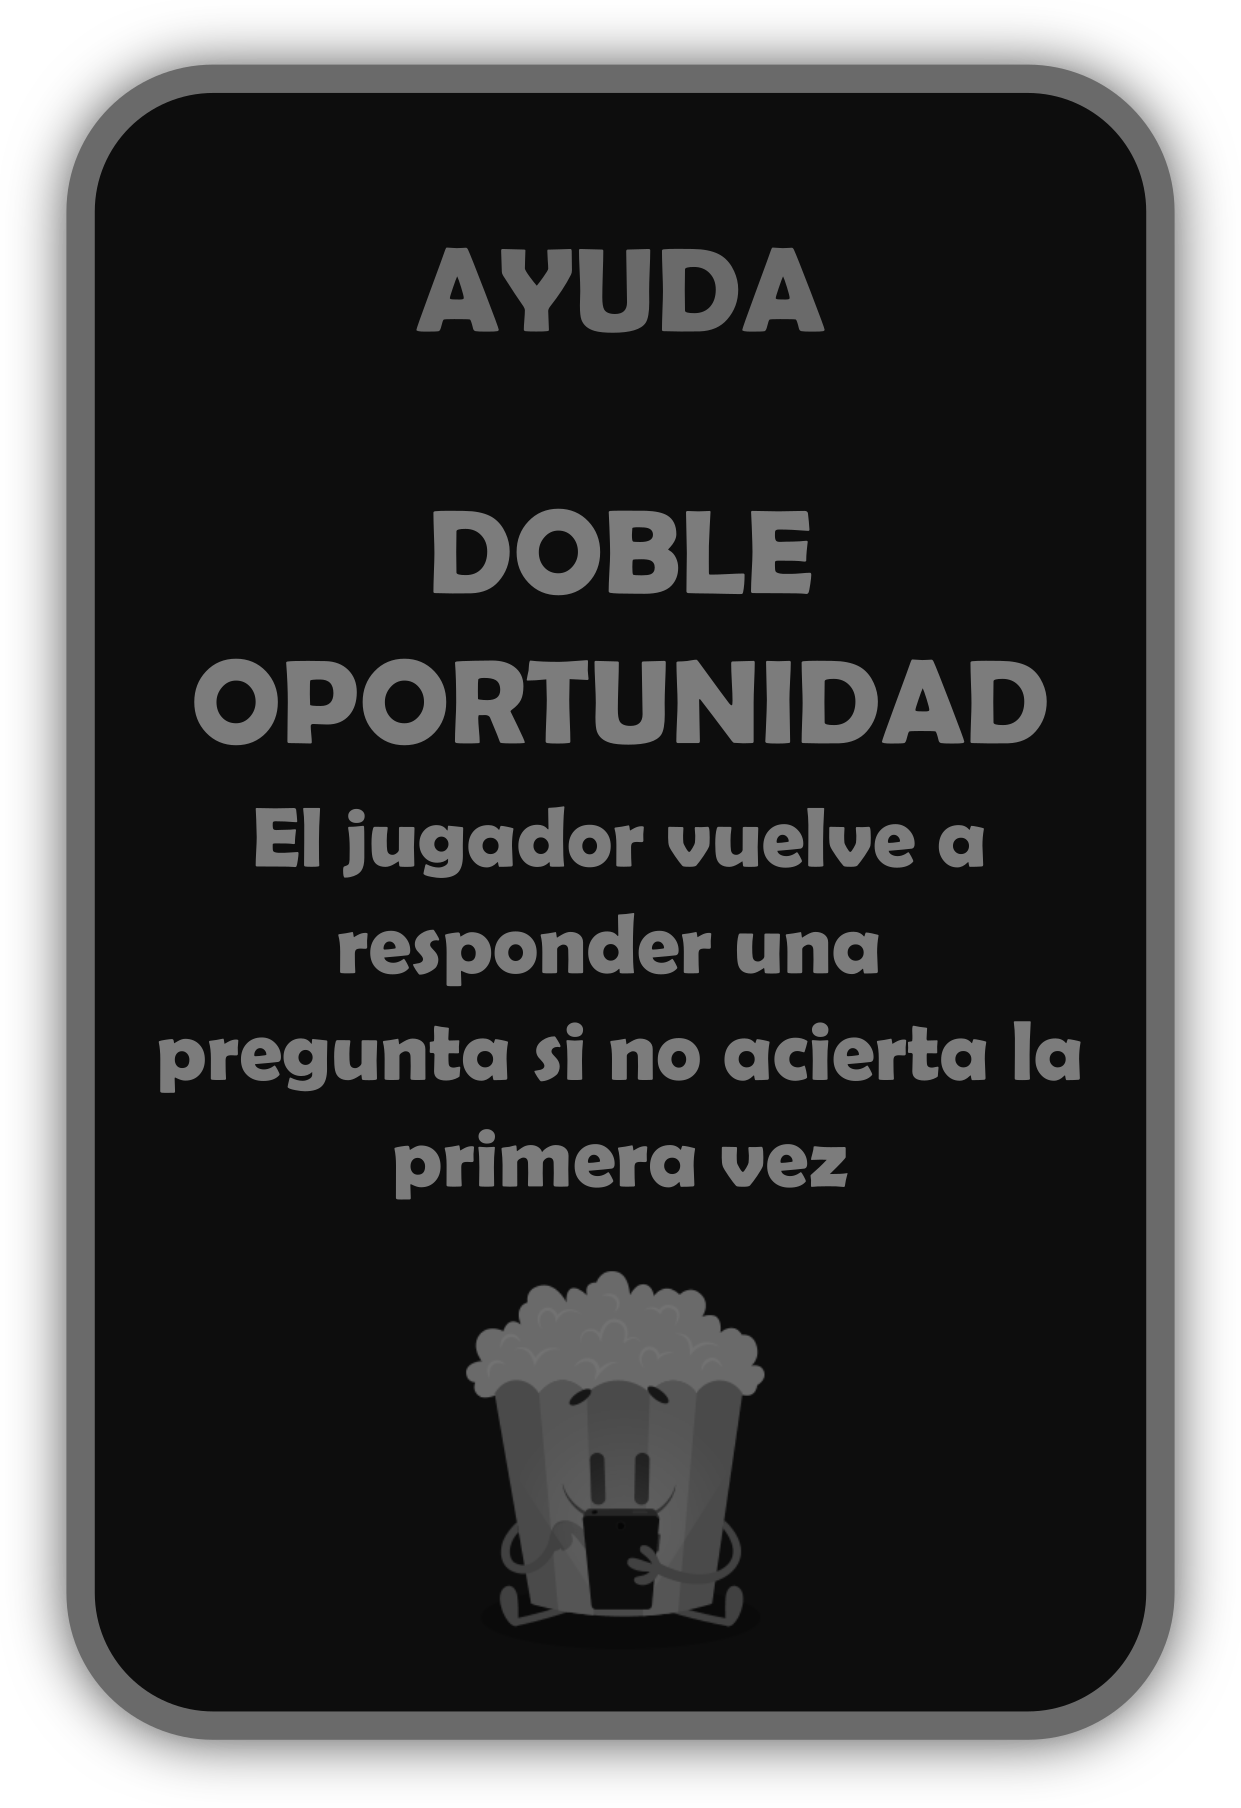 AYUDA
DOBLE
OPORTUNIDAD
El jugador vuelve a
responder una
pregunta si no acierta la
primera vez